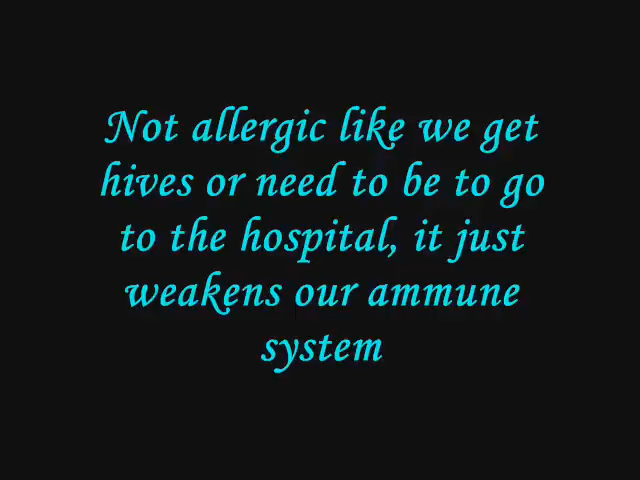 Not allergic like we get
hives or need to be to go
to the hospital, it just
weakens our ammune
system